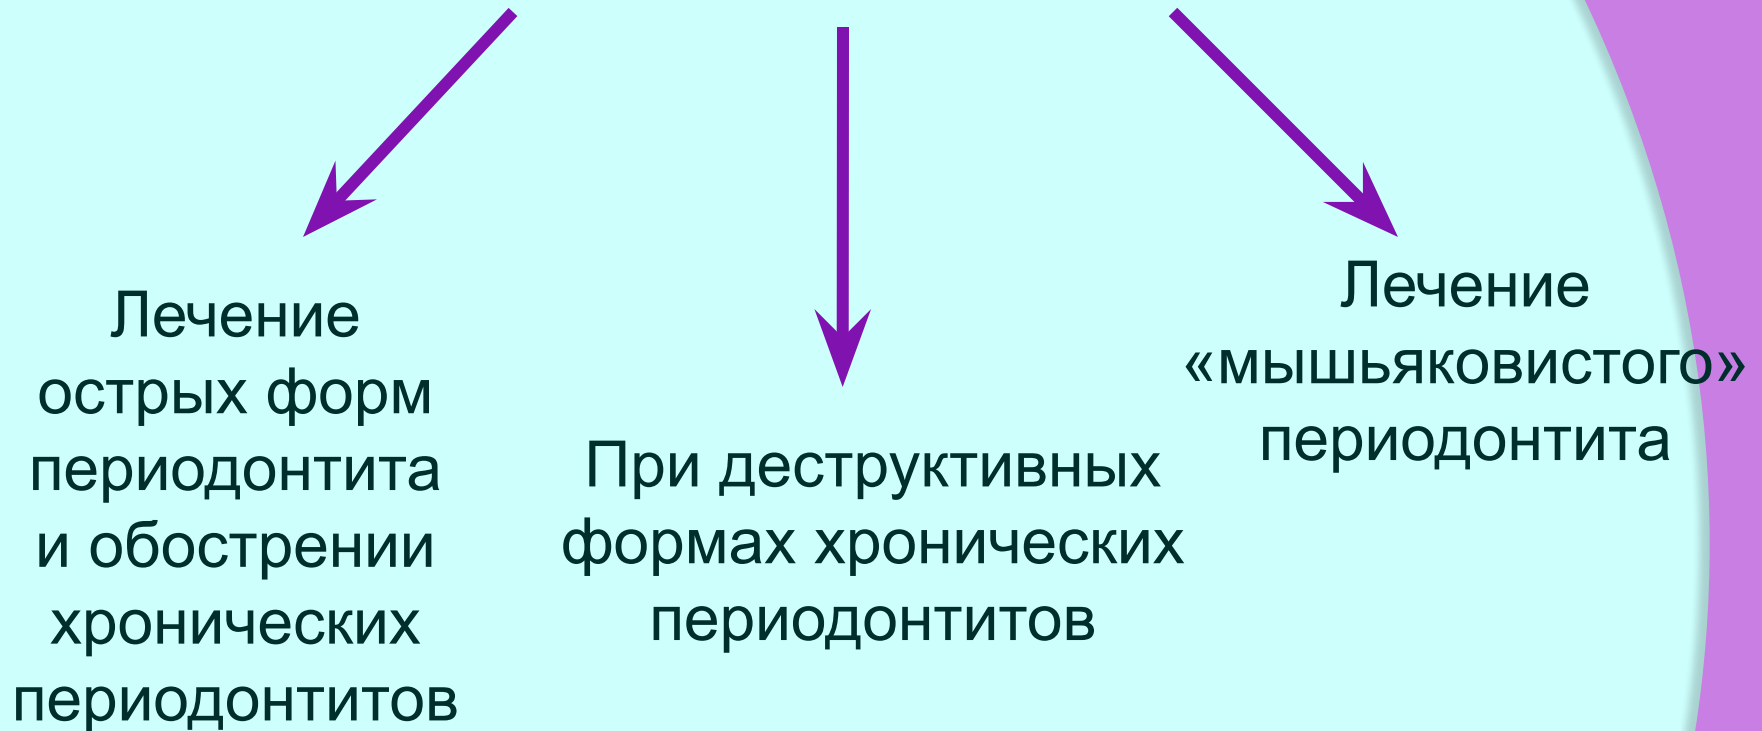 Лечение
острых форм
периодонтита
и обострении
хронических
периодонтитов
При деструктивных
формах хронических
периодонтитов
Лечение
«мышьяковистого»
периодонтита